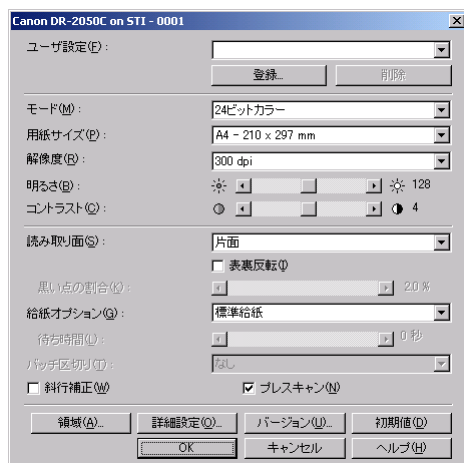 Canon DR-2050C on STI - 0001
ユーザ設定(F) :
登録... 削除
モード(M) : 24ビットカラー
用紙サイズ(P) : A4 - 210 x 297 mm
解像度(R) : 300 dpi
明るさ(B) : 128
コントラスト(C) : 4
読み取り面(S) : 片面
表裏反転(I)
黒い点の割合(K) : 2.0 %
給紙オプション(G) : 標準給紙
待ち時間(L) : 0 秒
バッチ区切り(T) : なし
斜行補正(W) プレスキャン(N)
領域(A)... 詳細設定(O)... バージョン(U)... 初期値(D)
OK キャンセル ヘルプ(H)